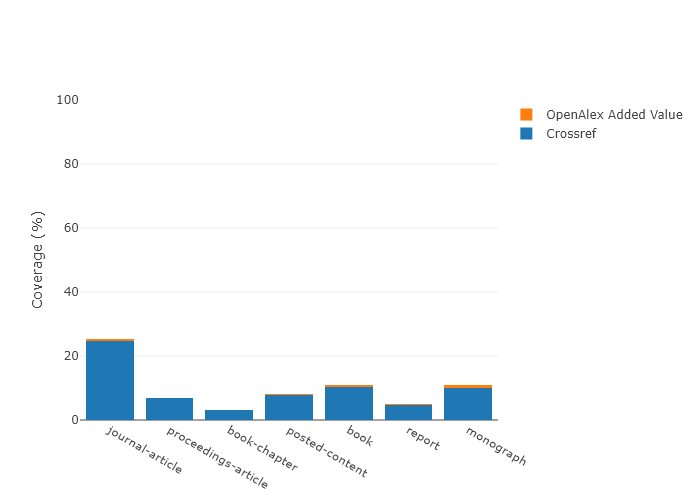 100
80
60
40
20
0
Coverage (%)
journal-article
proceedings-article
book-chapter
posted-content
book
report
monograph
OpenAlex Added Value
Crossref